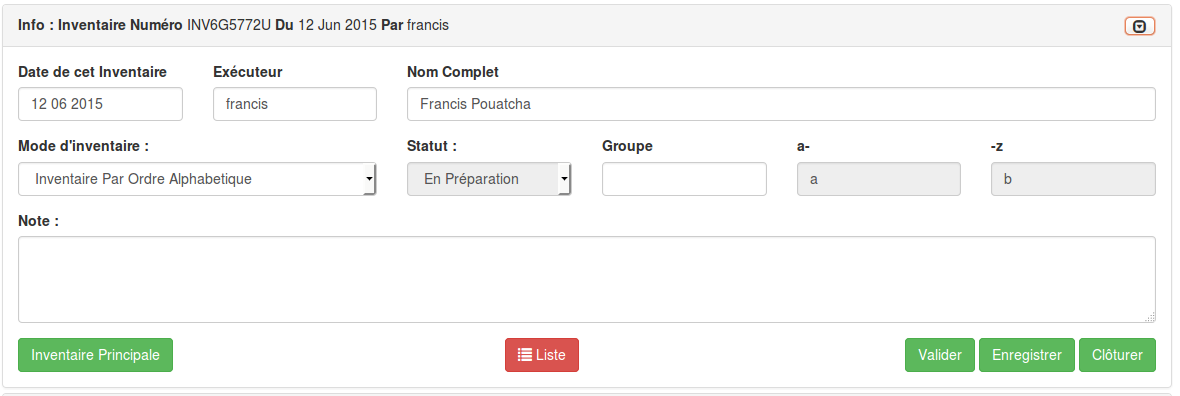 Info : Inventaire Numéro INV6G5772U Du 12 Jun 2015 Par francis
Date de cet Inventaire Exécuteur Nom Complet
12 06 2015 francis Francis Pouatcha
Mode d'inventaire : Statut : Groupe a- -z
Inventaire Par Ordre Alphabetique En Préparation a b
Note :
Inventaire Principale Liste Valider Enregistrer Clôturer